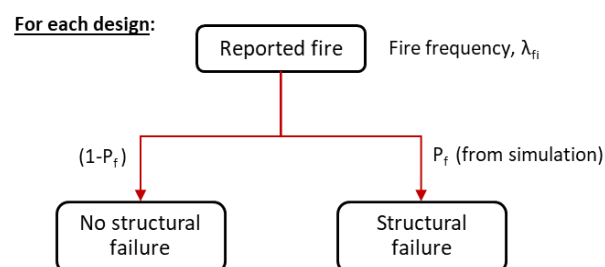 For each design:
Reported fire
Fire frequency, λfi
(1-Pf)
Pf (from simulation)
No structural
failure
Structural
failure